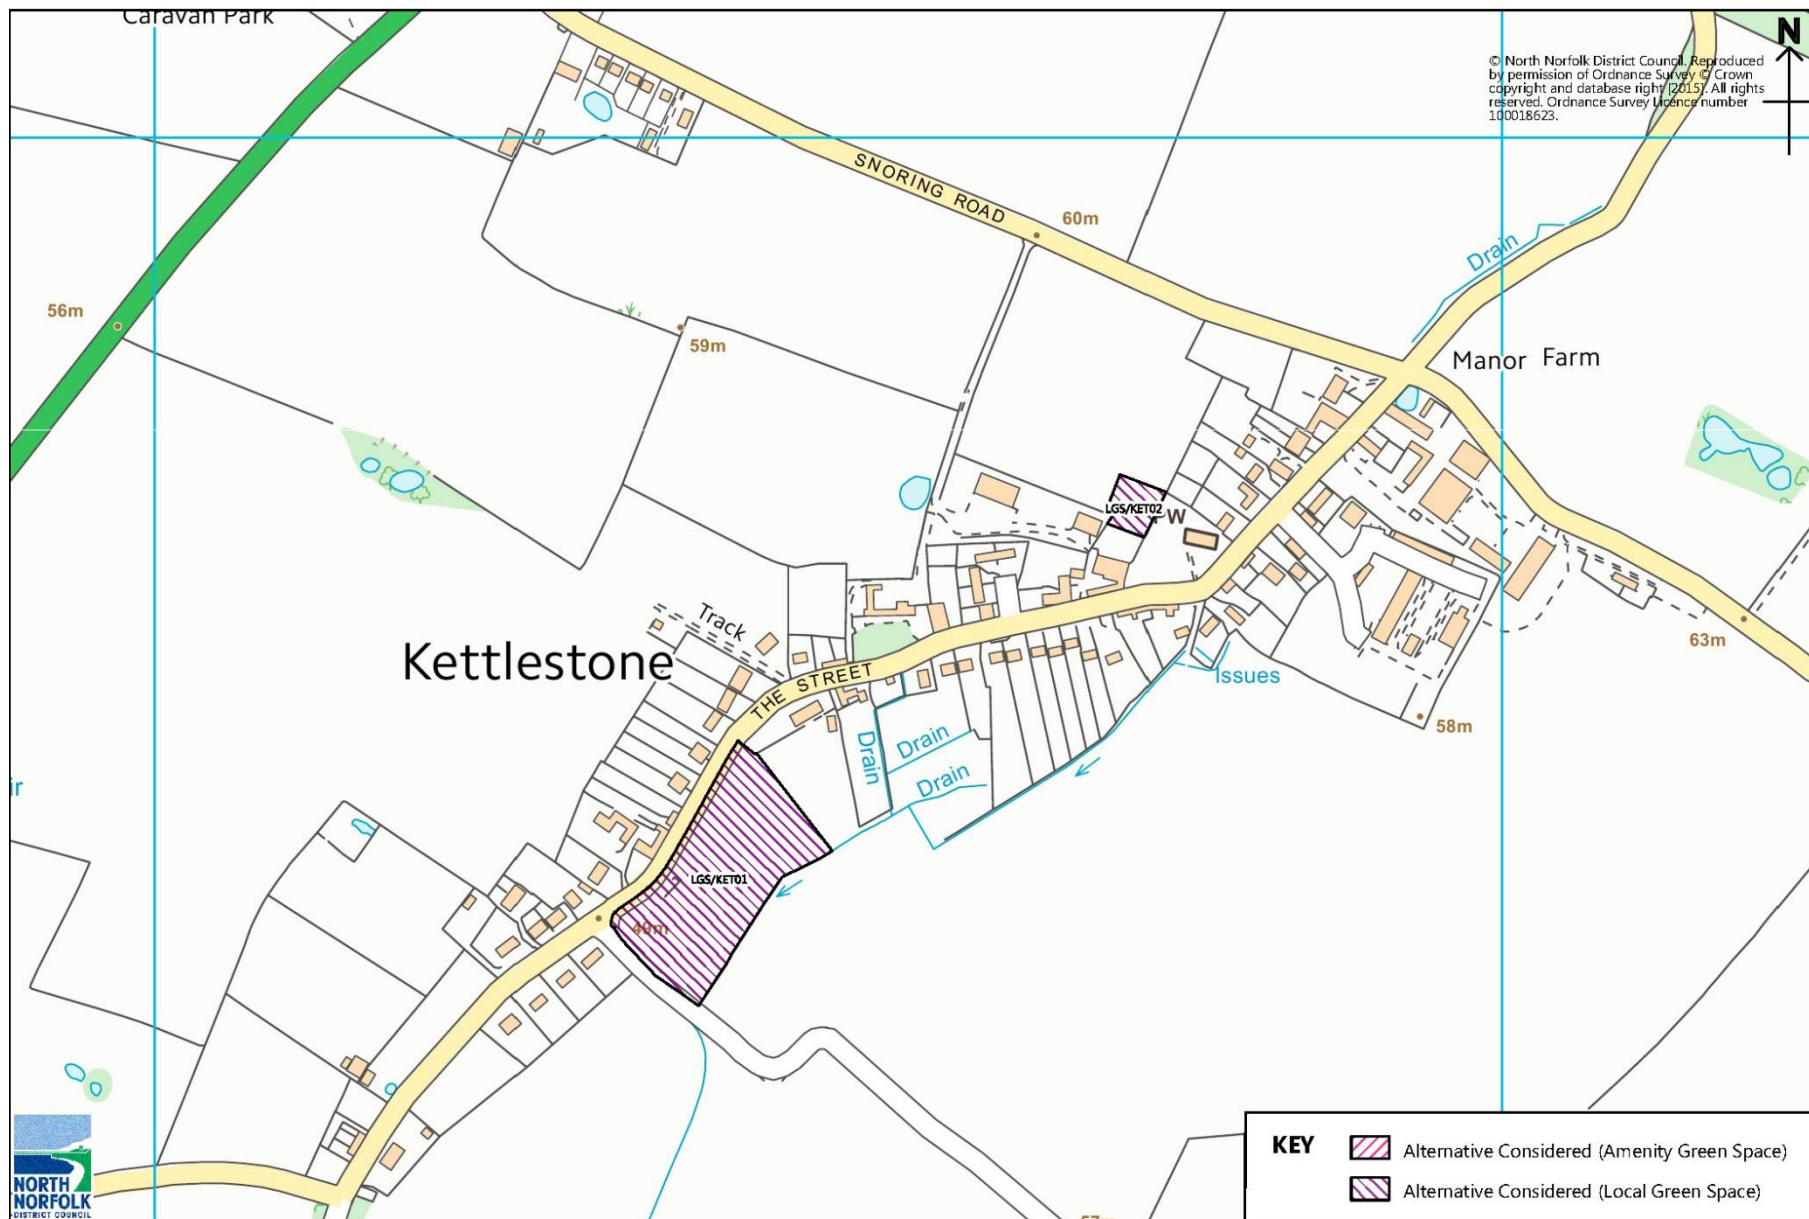 Caravan Park
N
© North Norfolk District Council. Reproduced
by permission of Ordnance Survey © Crown
copyright and database right [2015]. All rights
reserved. Ordnance Survey Licence number
100018623.
SNORING ROAD
60m
Drain
56m
59m
Manor Farm
LGS/KET02
PW
Track
Kettlestone
THE STREET
63m
Issues
58m
Drain
Drain
Drain
LGS/KET01
49m
KEY
Alternative Considered (Amenity Green Space)
Alternative Considered (Local Green Space)
NORTH
NORFOLK
DISTRICT COUNCIL